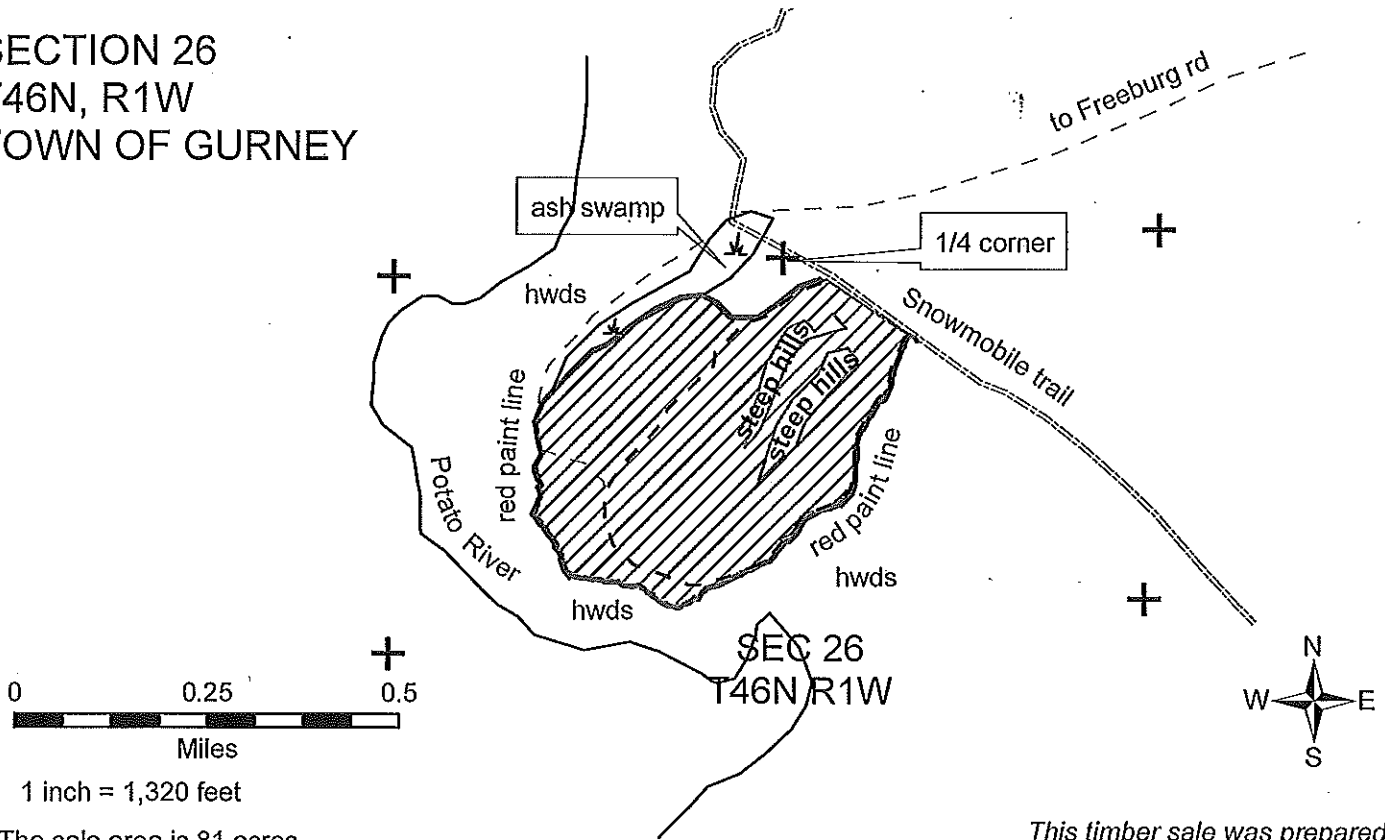 SECTION 26
T46N, R1W
TOWN OF GURNEY
to Freeburg rd
ash swamp
1/4 corner
hwds
Snowmobile trail
steep hills
steep hills
red paint line
Potato River
red paint line
hwds
hwds
SEC 26
T46N R1W
N
W E
S
0 0.25 0.5
Miles
1 inch = 1,320 feet
The sale area is 81 acres
This timber sale was prepared